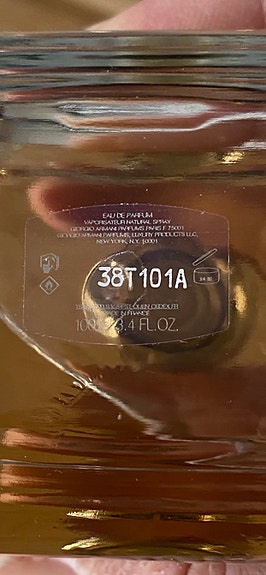 EAU DE PARFUM
VAPORISATEUR NATURAL SPRAY
GIORGIO ARMANI PARFUMS PARIS F 75001
GIORGIO ARMANI PARFUMS, LUXURY PRODUCTS LLC,
NEW YORK, N.Y. 10001
38T101A
MADE IN FRANCE
3.4 FL.OZ.